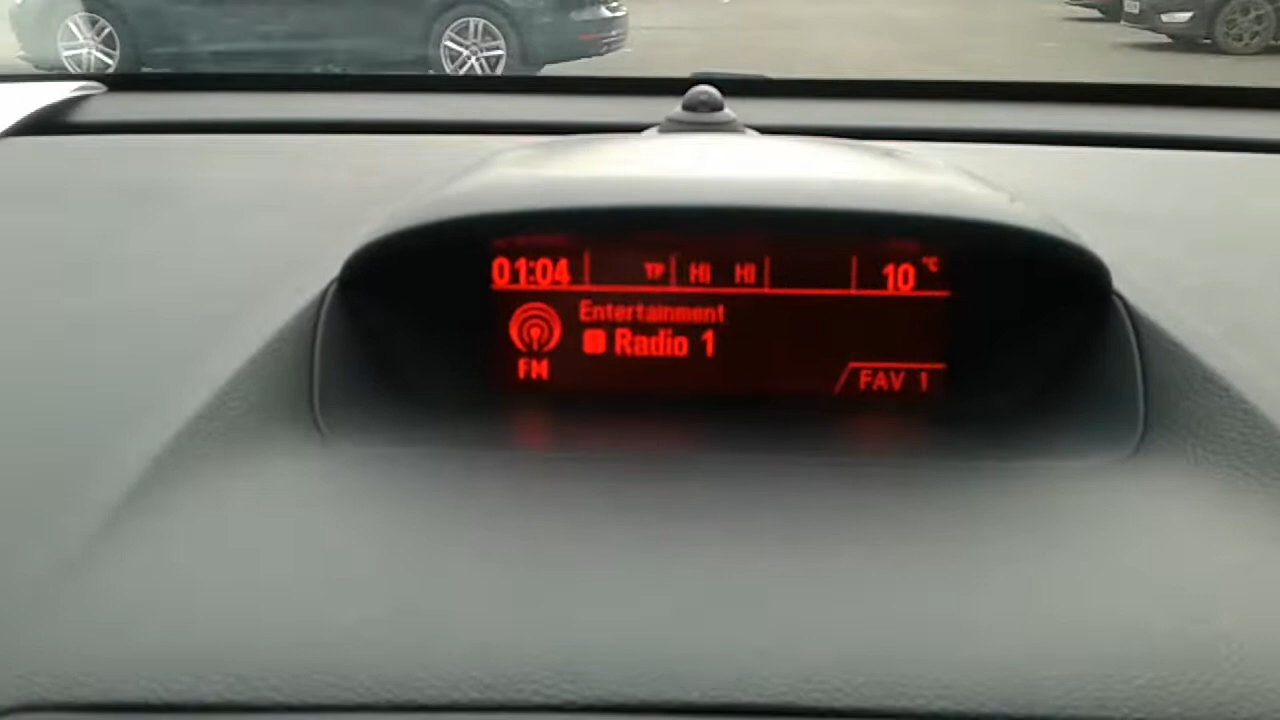 01:04 TP HI HI 10 °C
Entertainment
Radio 1
FM
FAV 1